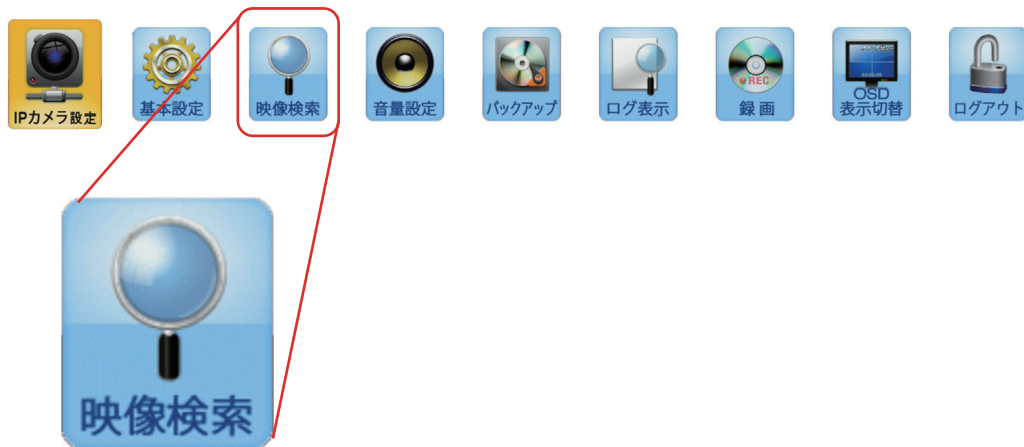 IPカメラ設定
基本設定
映像検索
音量設定
バックアップ
ログ表示
REC
録画
OSD
表示切替
ログアウト
映像検索